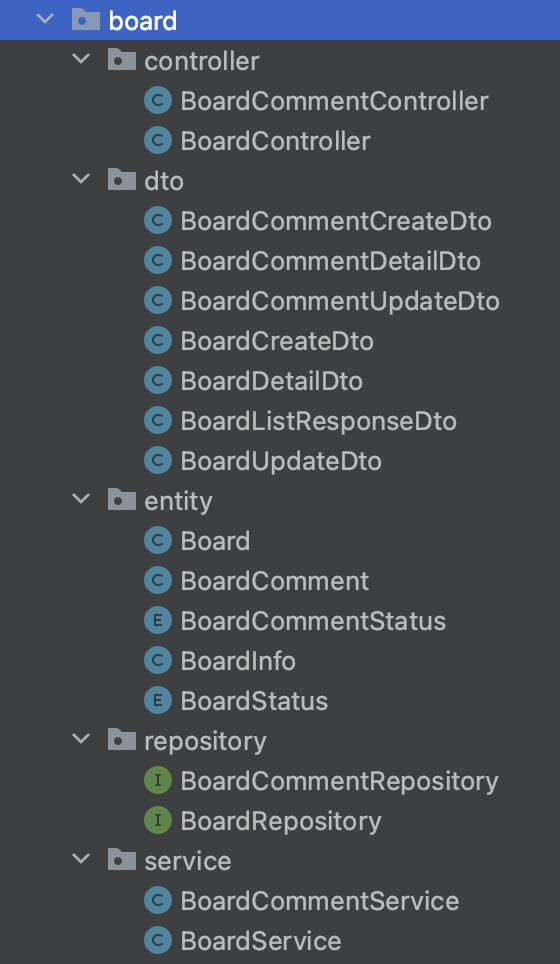 board
controller
C BoardCommentController
C BoardController
dto
C BoardCommentCreateDto
C BoardCommentDetailDto
C BoardCommentUpdateDto
C BoardCreateDto
C BoardDetailDto
C BoardListResponseDto
C BoardUpdateDto
entity
C Board
C BoardComment
E BoardCommentStatus
C BoardInfo
E BoardStatus
repository
I BoardCommentRepository
I BoardRepository
service
C BoardCommentService
C BoardService